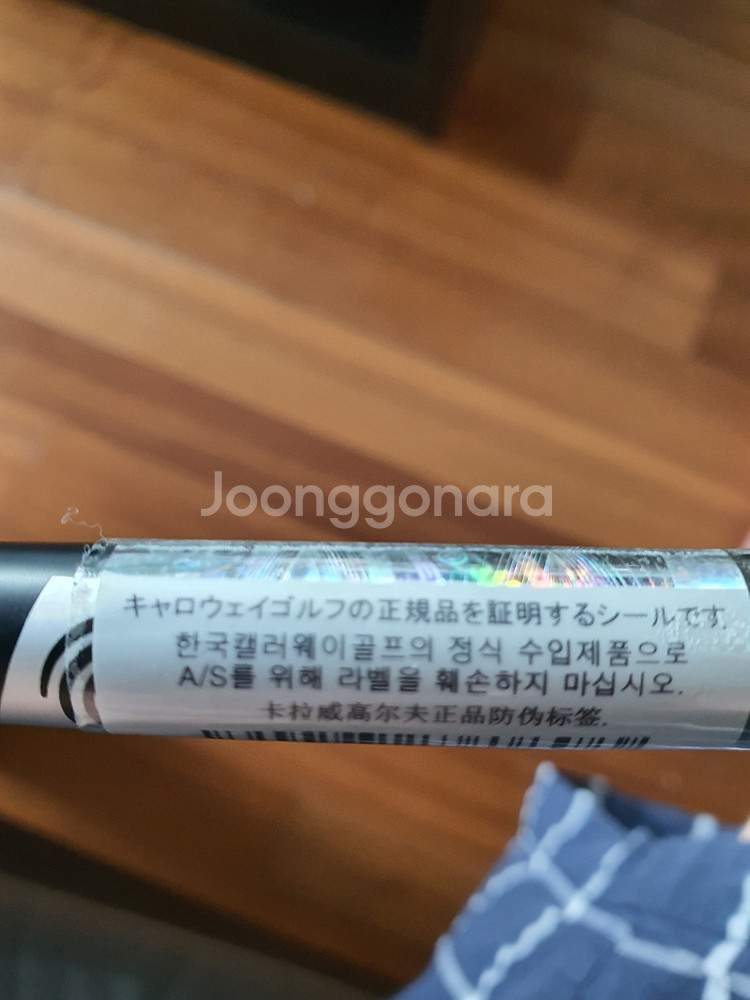 Joonggonara
キャロウェイゴルフの正規品を証明するシールです.
한국캘러웨이골프의 정식 수입제품으로
A/S를 위해 라벨을 훼손하지 마십시오.
卡拉威高尔夫正品防伪标签.